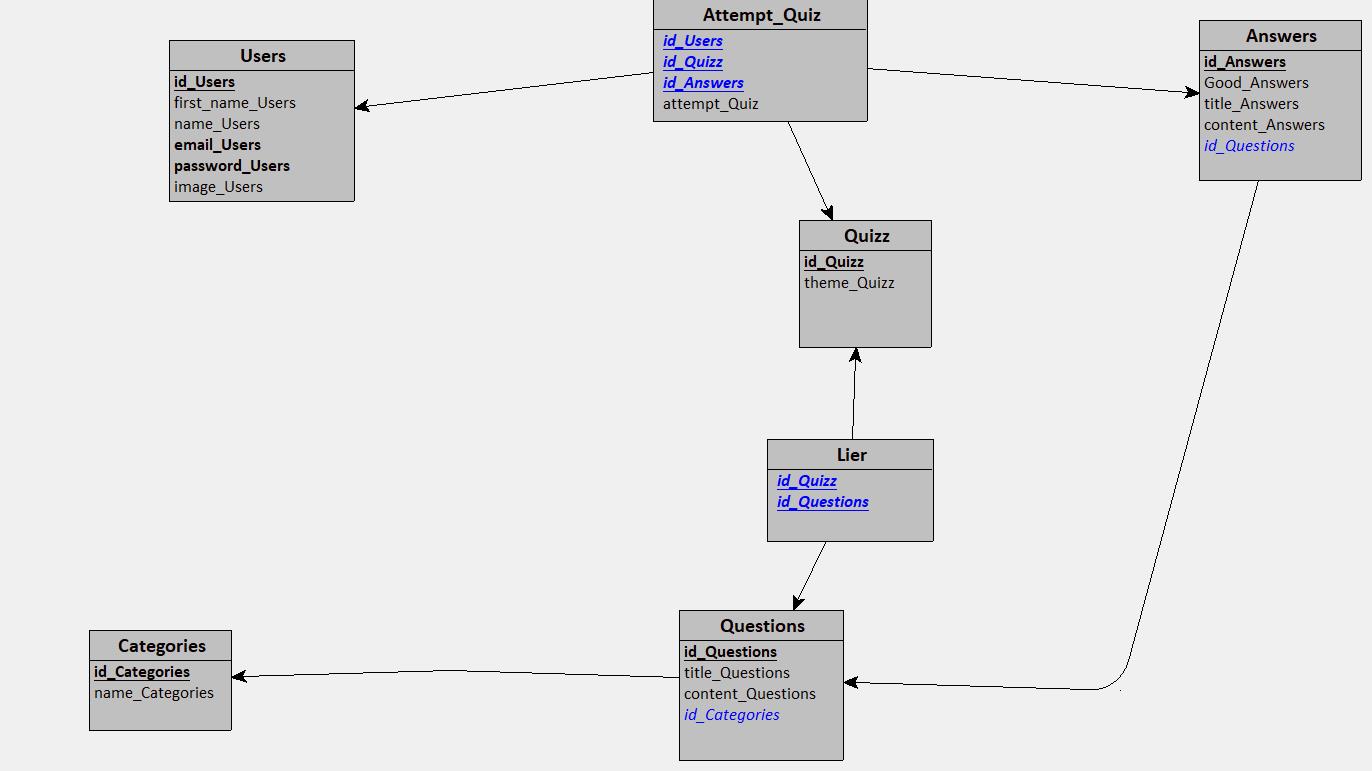 Attempt_Quiz
id_Users
id_Quizz
id_Answers
attempt_Quiz
Users
id_Users
first_name_Users
name_Users
email_Users
password_Users
image_Users
Answers
id_Answers
Good_Answers
title_Answers
content_Answers
id_Questions
Quizz
id_Quizz
theme_Quizz
Lier
id_Quizz
id_Questions
Categories
id_Categories
name_Categories
Questions
id_Questions
title_Questions
content_Questions
id_Categories